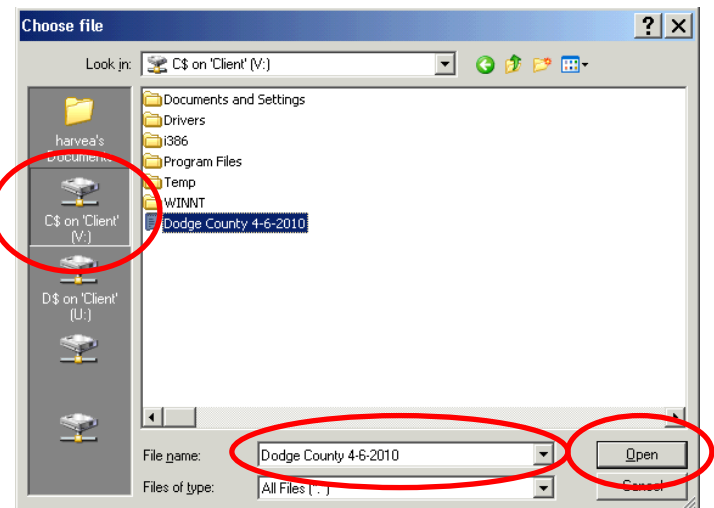 Choose file
Look in:
C$ on 'Client' (V:)
harvea's
Documents
C$ on 'Client'
(V:)
D$ on 'Client'
(U:)
Documents and Settings
Drivers
i386
Program Files
Temp
WINNT
Dodge County 4-6-2010
File name:
Dodge County 4-6-2010
Open
Files of type:
All Files (*.*)
Cancel